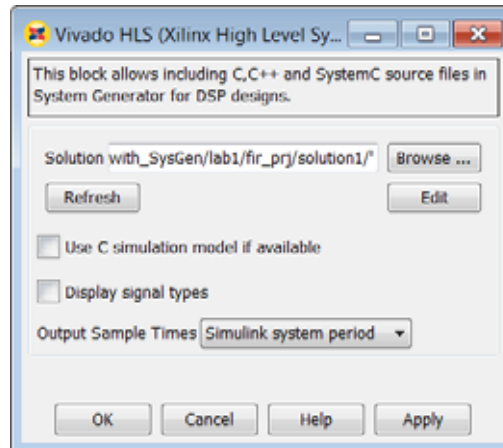 Vivado HLS (Xilinx High Level Sy...
This block allows including C,C++ and SystemC source files in
System Generator for DSP designs.
Solution with_SysGen/lab1/fir_prj/solution1/' Browse ...
Refresh Edit
Use C simulation model if available
Display signal types
Output Sample Times Simulink system period
OK Cancel Help Apply